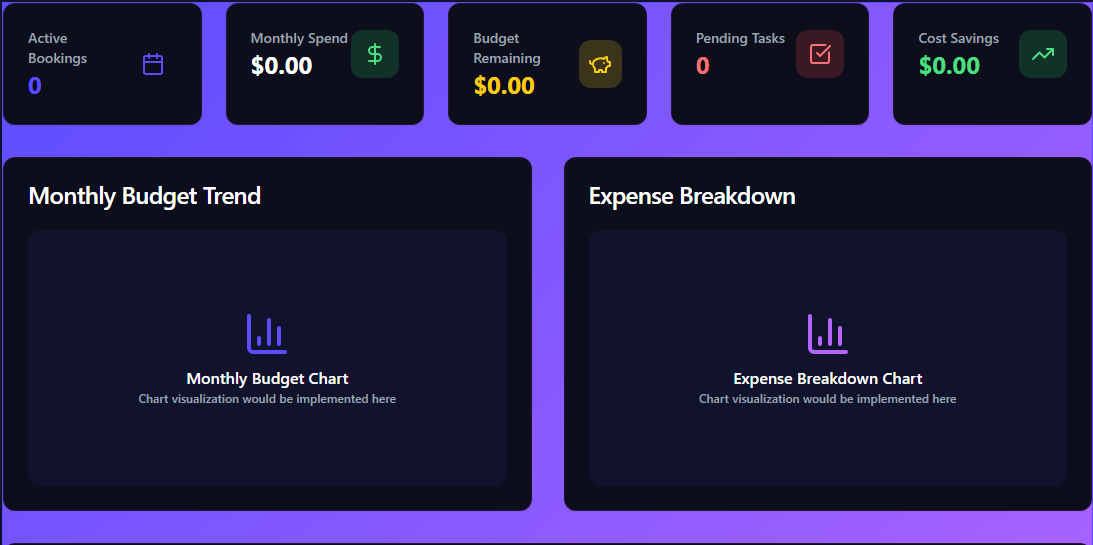 Active
Bookings
0
Monthly Spend
$0.00
Budget
Remaining
$0.00
Pending Tasks
0
Cost Savings
$0.00
Monthly Budget Trend
Monthly Budget Chart
Chart visualization would be implemented here
Expense Breakdown
Expense Breakdown Chart
Chart visualization would be implemented here